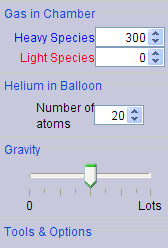 Gas in Chamber
Heavy Species 300
Light Species 0
Helium in Balloon
Number of atoms 20
Gravity
0 Lots
Tools & Options